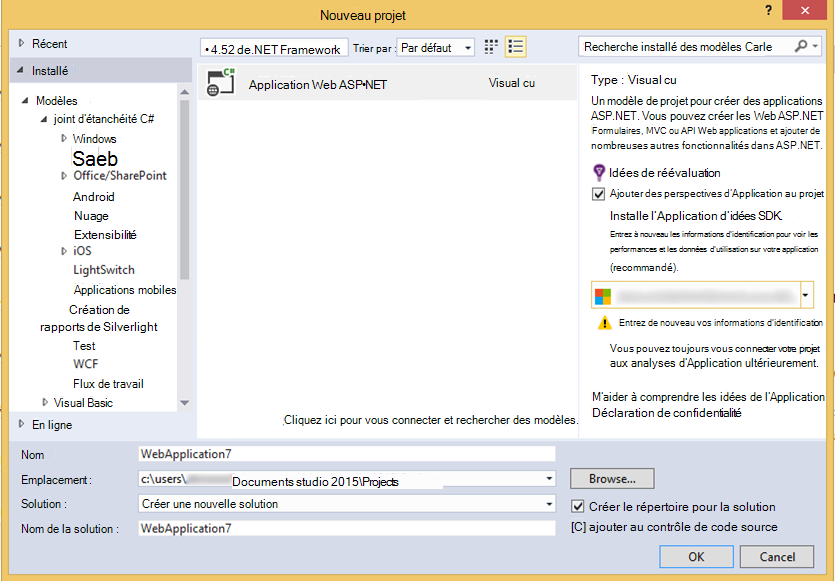 Nouveau projet
?
Récent
• 4.52 de.NET Framework
Trier par :
Par défaut
Recherche installé des modèles Carle
Installé
Modèles
joint d'étanchéité C#
Windows
Saeb
Office/SharePoint
Android
Nuage
Extensibilité
iOS
LightSwitch
Applications mobiles
Création de
rapports de Silverlight
Test
WCF
Flux de travail
Visual Basic
En ligne
C#
Application Web ASP•NET
Visual cu
Cliquez ici pour vous connecter et rechercher des modèles.
Type : Visual cu
Un modèle de projet pour créer des applications
ASP.NET. Vous pouvez créer les Web ASP.NET
Formulaires, MVC ou API Web applications et ajouter de
nombreuses autres fonctionnalités dans ASP.NET.
Idées de réévaluation
Ajouter des perspectives d'Application au projet
Installe l'Application d'idées SDK.
Entrez à nouveau les informations d'identification pour voir les
performances et les données d'utilisation sur votre application
(recommandé).
Entrez de nouveau vos informations d'identification
Vous pouvez toujours vous connecter votre projet
aux analyses d'Application ultérieurement.
M'aider à comprendre les idées de l'Application
Déclaration de confidentialité
Nom
WebApplication7
Emplacement :
c:\users\
Documents studio 2015\Projects
Browse...
Solution :
Créer une nouvelle solution
Créer le répertoire pour la solution
Nom de la solution :
WebApplication7
[C] ajouter au contrôle de code source
OK
Cancel